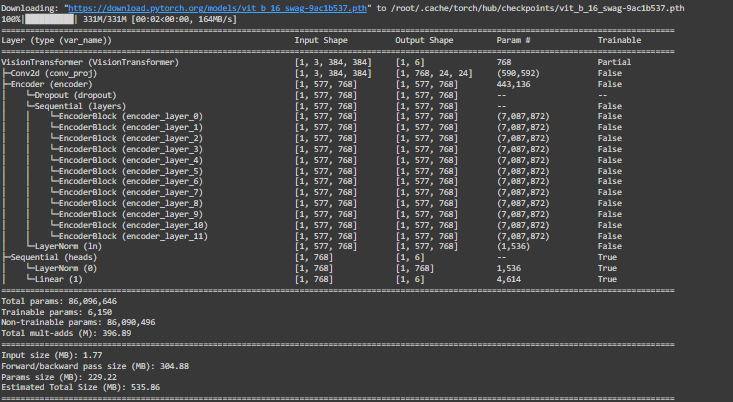 Downloading: "https://download.pytorch.org/models/vit_b_16_swag-9ac1b537.pth" to /root/.cache/torch/hub/checkpoints/vit_b_16_swag-9ac1b537.pth
100%|██████████| 331M/331M [00:02<00:00, 164MB/s]
==========================================================================================
Layer (type (var_name)) Input Shape Output Shape Param # Trainable
==========================================================================================
VisionTransformer (VisionTransformer) [1, 3, 384, 384] [1, 6] 768 Partial
├─Conv2d (conv_proj) [1, 3, 384, 384] [1, 768, 24, 24] (590,592) False
├─Encoder (encoder) [1, 577, 768] [1, 577, 768] 443,136 False
│ └─Dropout (dropout) [1, 577, 768] [1, 577, 768] -- --
│ └─Sequential (layers) [1, 577, 768] [1, 577, 768] -- False
│ │ └─EncoderBlock (encoder_layer_0) [1, 577, 768] [1, 577, 768] (7,087,872) False
│ │ └─EncoderBlock (encoder_layer_1) [1, 577, 768] [1, 577, 768] (7,087,872) False
│ │ └─EncoderBlock (encoder_layer_2) [1, 577, 768] [1, 577, 768] (7,087,872) False
│ │ └─EncoderBlock (encoder_layer_3) [1, 577, 768] [1, 577, 768] (7,087,872) False
│ │ └─EncoderBlock (encoder_layer_4) [1, 577, 768] [1, 577, 768] (7,087,872) False
│ │ └─EncoderBlock (encoder_layer_5) [1, 577, 768] [1, 577, 768] (7,087,872) False
│ │ └─EncoderBlock (encoder_layer_6) [1, 577, 768] [1, 577, 768] (7,087,872) False
│ │ └─EncoderBlock (encoder_layer_7) [1, 577, 768] [1, 577, 768] (7,087,872) False
│ │ └─EncoderBlock (encoder_layer_8) [1, 577, 768] [1, 577, 768] (7,087,872) False
│ │ └─EncoderBlock (encoder_layer_9) [1, 577, 768] [1, 577, 768] (7,087,872) False
│ │ └─EncoderBlock (encoder_layer_10) [1, 577, 768] [1, 577, 768] (7,087,872) False
│ │ └─EncoderBlock (encoder_layer_11) [1, 577, 768] [1, 577, 768] (7,087,872) False
│ └─LayerNorm (ln) [1, 577, 768] [1, 577, 768] (1,536) False
├─Sequential (heads) [1, 768] [1, 6] -- True
│ └─LayerNorm (0) [1, 768] [1, 768] 1,536 True
│ └─Linear (1) [1, 768] [1, 6] 4,614 True
==========================================================================================
Total params: 86,096,646
Trainable params: 6,150
Non-trainable params: 86,090,496
Total mult-adds (M): 396.89
==========================================================================================
Input size (MB): 1.77
Forward/backward pass size (MB): 304.88
Params size (MB): 229.22
Estimated Total Size (MB): 535.86
==========================================================================================